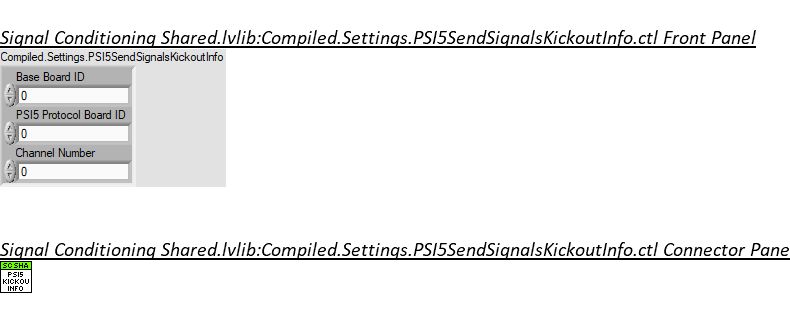 Signal Conditioning Shared.lvlib:Compiled.Settings.PSI5SendSignalsKickoutInfo.ctl Front Panel
Compiled.Settings.PSI5SendSignalsKickoutInfo
Base Board ID
0
PSI5 Protocol Board ID
0
Channel Number
0
Signal Conditioning Shared.lvlib:Compiled.Settings.PSI5SendSignalsKickoutInfo.ctl Connector Pane
SCSHA
PSI5
KICKOU
INFO